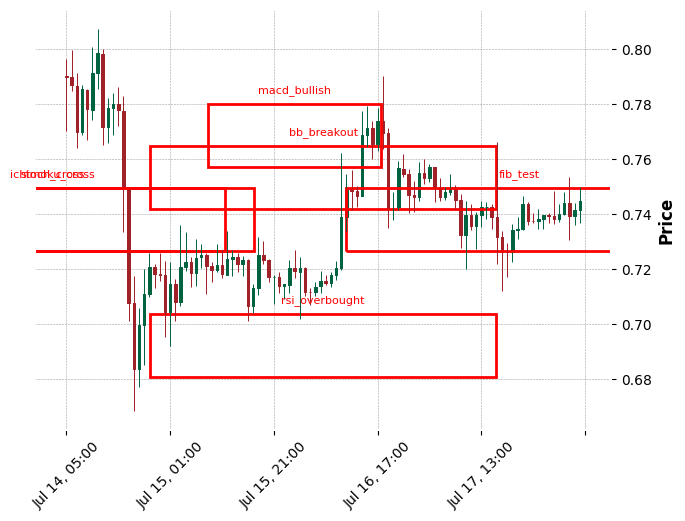 0.80
macd_bullish
0.78
bb_breakout
0.76
fib_test
0.74
Price
0.72
rsi_overbought
0.70
0.68
Jul 14, 05:00
Jul 15, 01:00
Jul 15, 21:00
Jul 16, 17:00
Jul 17, 13:00